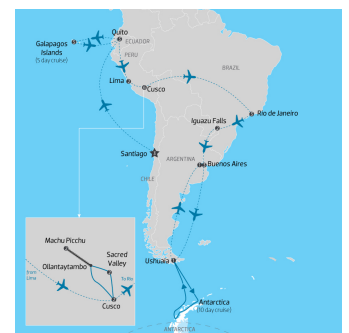 Quito
Galapagos
Islands
(5 day cruise)
ECUADOR
PERU
Lima
Cusco
BRAZIL
Rio de Janeiro
Iguazu Falls
Santiago
ARGENTINA
Buenos Aires
CHILE
Machu Picchu
Ollantaytambo
Sacred
Valley
from
Lima
To Rio
Cusco
Ushuaia
Antarctica
(10 day cruise)
ANTARCTICA